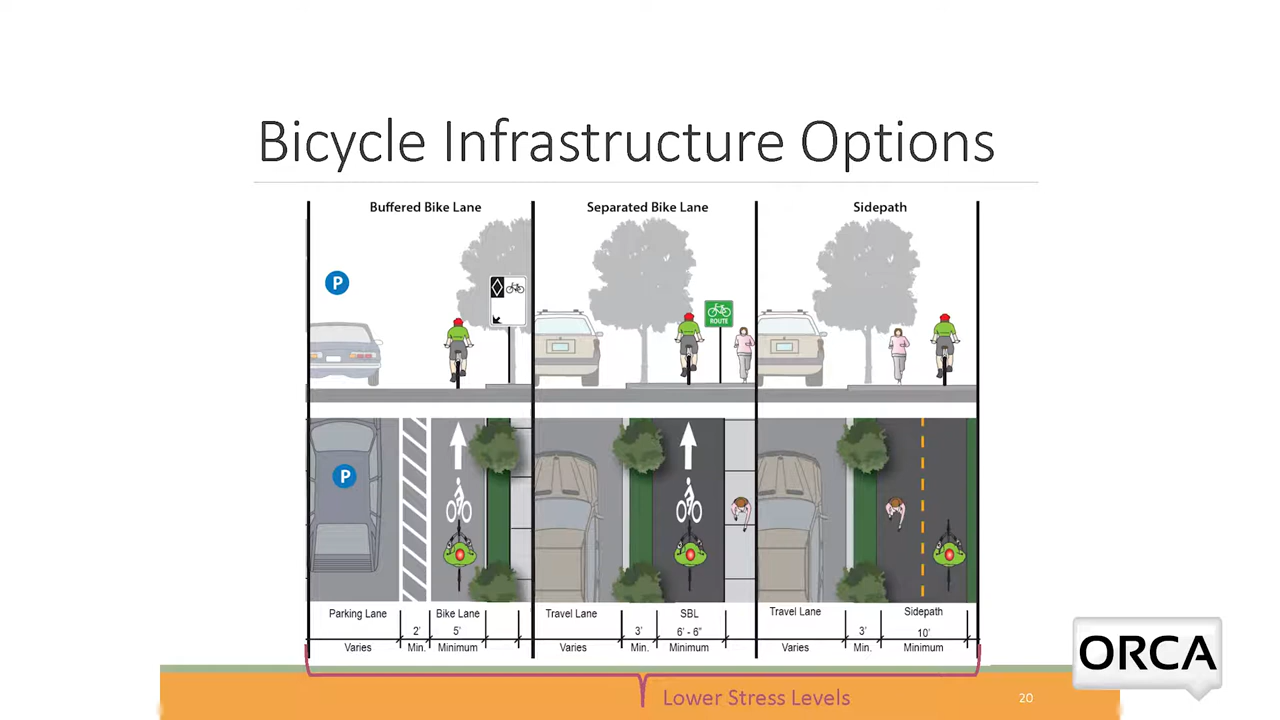 Bicycle Infrastructure Options
Buffered Bike Lane
Separated Bike Lane
Sidepath
P
ROUTE
P
Parking Lane
2'
Bike Lane
5'
Varies
Min.
Minimum
Travel Lane
3'
SBL
6' - 6"
Varies
Min.
Minimum
Travel Lane
3'
Sidepath
10'
Varies
Min.
Minimum
Lower Stress Levels
20
ORCA